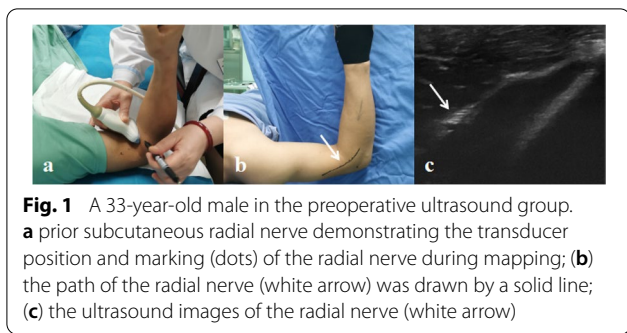 a
b
c
Fig. 1 A 33-year-old male in the preoperative ultrasound group.
a prior subcutaneous radial nerve demonstrating the transducer
position and marking (dots) of the radial nerve during mapping; (b)
the path of the radial nerve (white arrow) was drawn by a solid line;
(c) the ultrasound images of the radial nerve (white arrow)